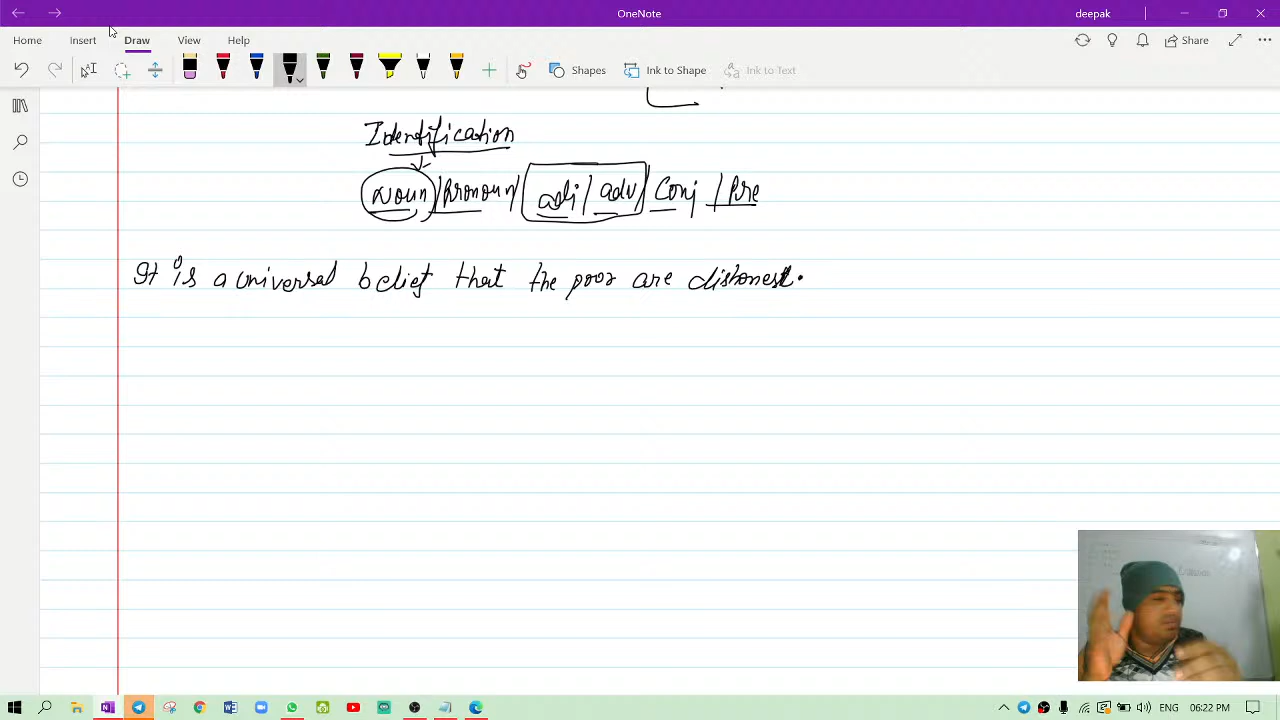 OneNote
deepak
Home Insert Draw View Help
Share
Shapes Ink to Shape Ink to Text
Identification
Noun/Pronoun/adj/adv/Conj/Pre
It is a universal belief that the poor are dishonest.
ENG 06:22 PM